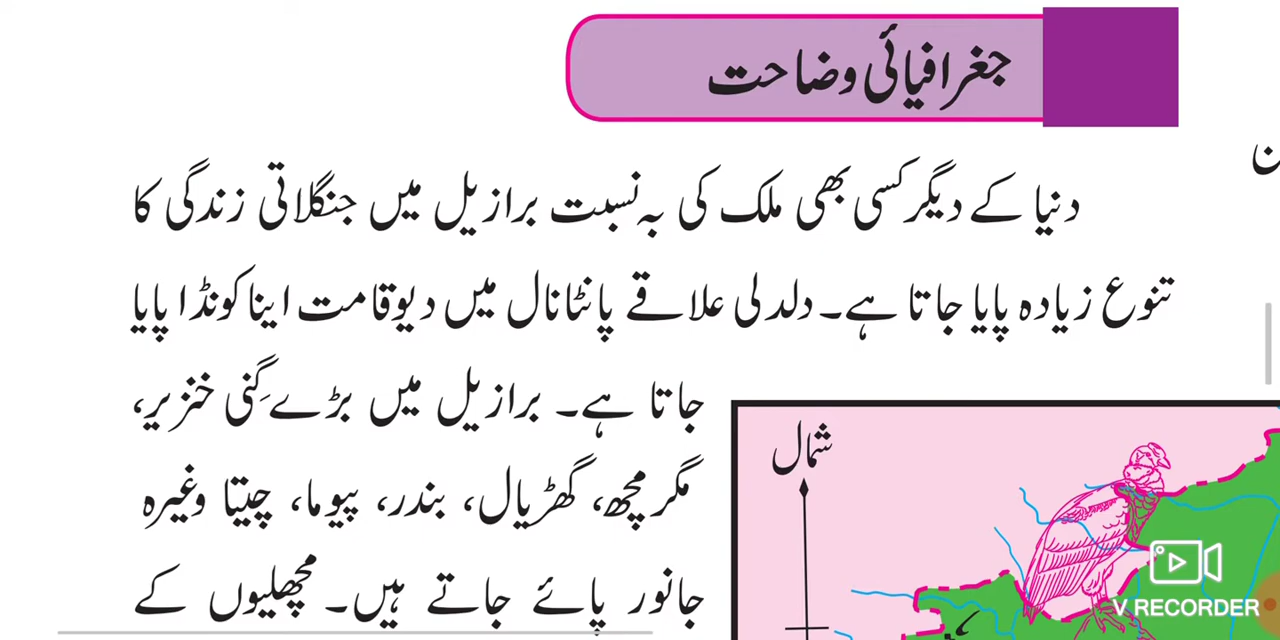 جغرافیائی وضاحت
دنیا کے دیگر کسی بھی ملک کی بہ نسبت برازیل میں جنگلاتی زندگی کا
تنوع زیادہ پایا جاتا ہے۔ دلدلی علاقے پانٹانال میں دیوقامت اینا کونڈا پایا
جاتا ہے۔ برازیل میں بڑے گِنی خنزیر،
مگرمچھ، گھڑیال، بندر، پیوما، چیتا وغیرہ
جانور پائے جاتے ہیں۔ مچھلیوں کے
شمال
V RECORDER